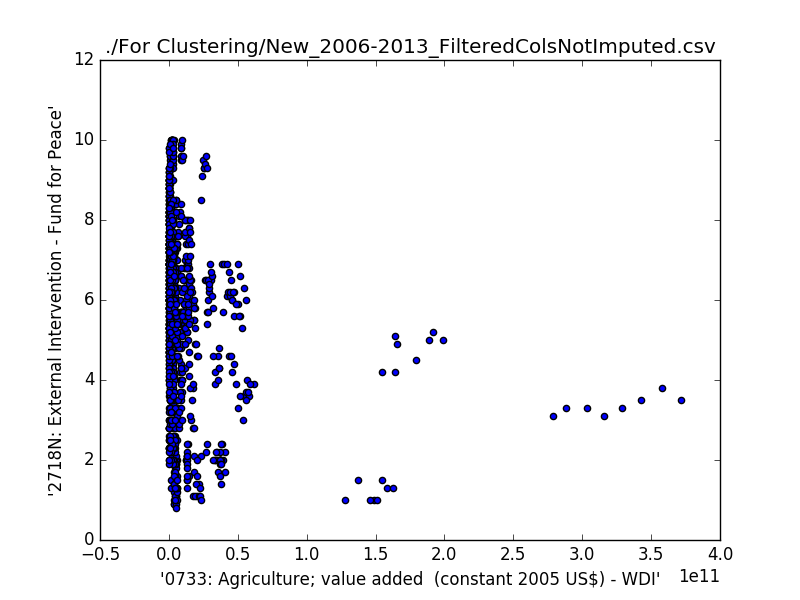 ./For Clustering/New_2006-2013_FilteredColsNotImputed.csv
12
10
8
6
4
2
0
'2718N: External Intervention - Fund for Peace'
−0.5 0.0 0.5 1.0 1.5 2.0 2.5 3.0 3.5 4.0
1e11
'0733: Agriculture; value added  (constant 2005 US$) - WDI'